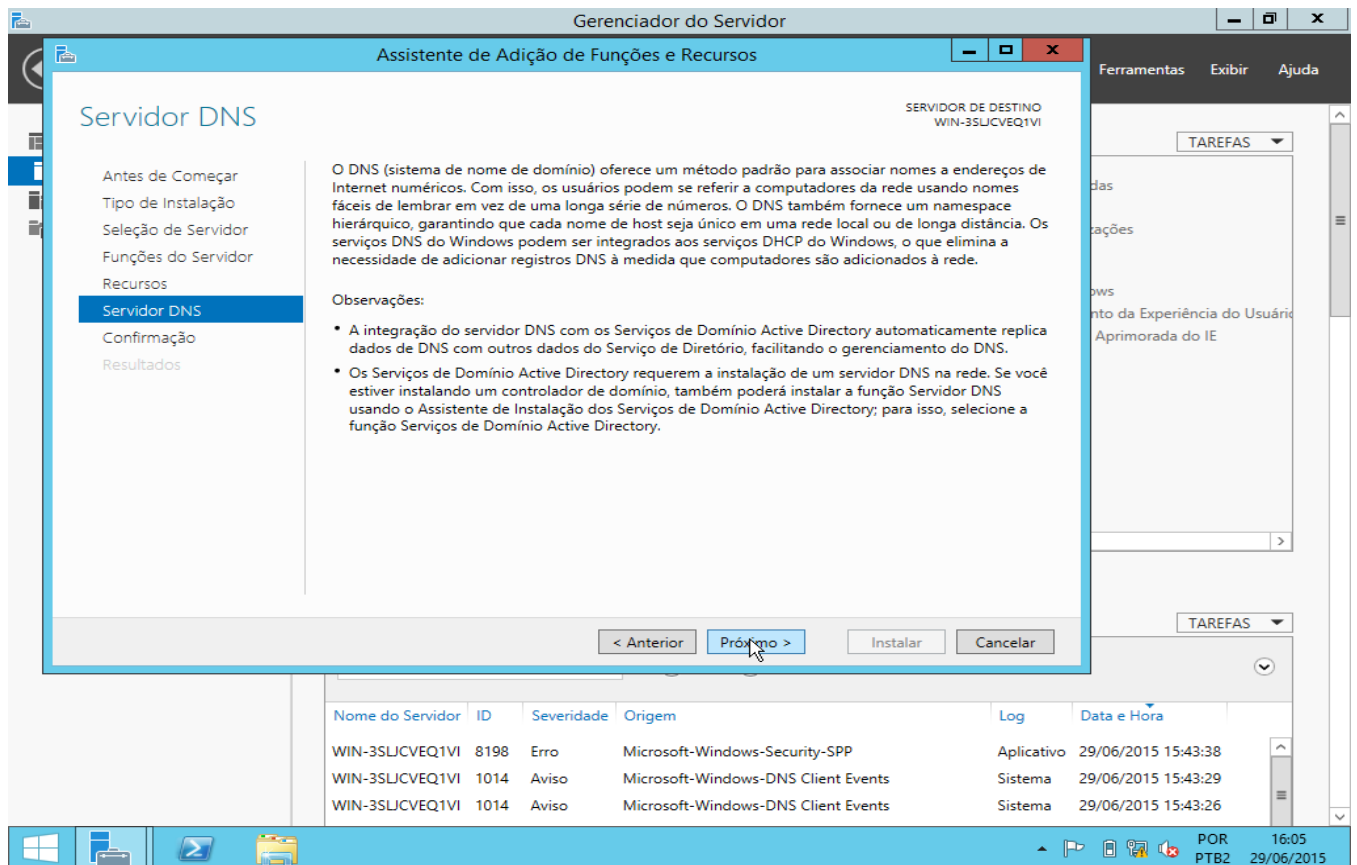 Gerenciador do Servidor
Assistente de Adição de Funções e Recursos
Ferramentas Exibir Ajuda
Servidor DNS
SERVIDOR DE DESTINO
WIN-3SLJCVEQ1VI
Antes de Começar
Tipo de Instalação
Seleção de Servidor
Funções do Servidor
Recursos
Servidor DNS
Confirmação
Resultados
O DNS (sistema de nome de domínio) oferece um método padrão para associar nomes a endereços de
Internet numéricos. Com isso, os usuários podem se referir a computadores da rede usando nomes
fáceis de lembrar em vez de uma longa série de números. O DNS também fornece um namespace
hierárquico, garantindo que cada nome de host seja único em uma rede local ou de longa distância. Os
serviços DNS do Windows podem ser integrados aos serviços DHCP do Windows, o que elimina a
necessidade de adicionar registros DNS à medida que computadores são adicionados à rede.
Observações:
• A integração do servidor DNS com os Serviços de Domínio Active Directory automaticamente replica
dados de DNS com outros dados do Serviço de Diretório, facilitando o gerenciamento do DNS.
• Os Serviços de Domínio Active Directory requerem a instalação de um servidor DNS na rede. Se você
estiver instalando um controlador de domínio, também poderá instalar a função Servidor DNS
usando o Assistente de Instalação dos Serviços de Domínio Active Directory; para isso, selecione a
função Serviços de Domínio Active Directory.
< Anterior Próximo > Instalar Cancelar
TAREFAS
das
zações
ows
nto da Experiência do Usuári
Aprimorada do IE
TAREFAS
Nome do Servidor ID Severidade Origem Log Data e Hora
WIN-3SLJCVEQ1VI 8198 Erro Microsoft-Windows-Security-SPP Aplicativo 29/06/2015 15:43:38
WIN-3SLJCVEQ1VI 1014 Aviso Microsoft-Windows-DNS Client Events Sistema 29/06/2015 15:43:29
WIN-3SLJCVEQ1VI 1014 Aviso Microsoft-Windows-DNS Client Events Sistema 29/06/2015 15:43:26
POR 16:05
PTB2 29/06/2015